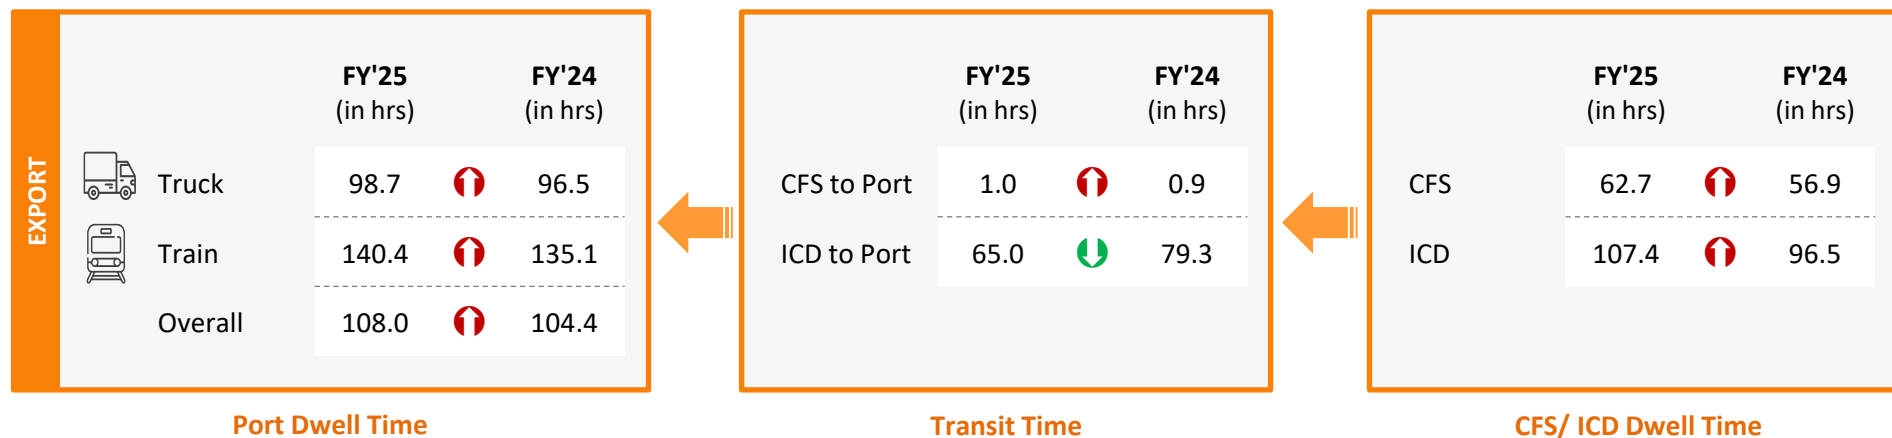 EXPORT
FY'25 FY'24
(in hrs) (in hrs)
Truck 98.7 96.5
Train 140.4 135.1
Overall 108.0 104.4
Port Dwell Time
FY'25 FY'24
(in hrs) (in hrs)
CFS to Port 1.0 0.9
ICD to Port 65.0 79.3
Transit Time
FY'25 FY'24
(in hrs) (in hrs)
CFS 62.7 56.9
ICD 107.4 96.5
CFS/ ICD Dwell Time